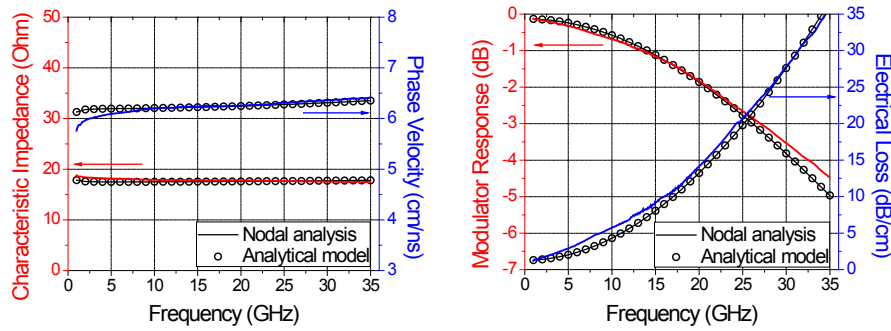 Characteristic Impedance (Ohm)
50
40
30
20
10
0
0 5 10 15 20 25 30 35
Frequency (GHz)
8
7
6
5
4
3
Phase Velocity (cm/ns)
Nodal analysis
Analytical model
Modulator Response (dB)
0
-1
-2
-3
-4
-5
-6
-7
0 5 10 15 20 25 30 35
Frequency (GHz)
35
30
25
20
15
10
5
0
Electrical Loss (dB/cm)
Nodal analysis
Analytical model